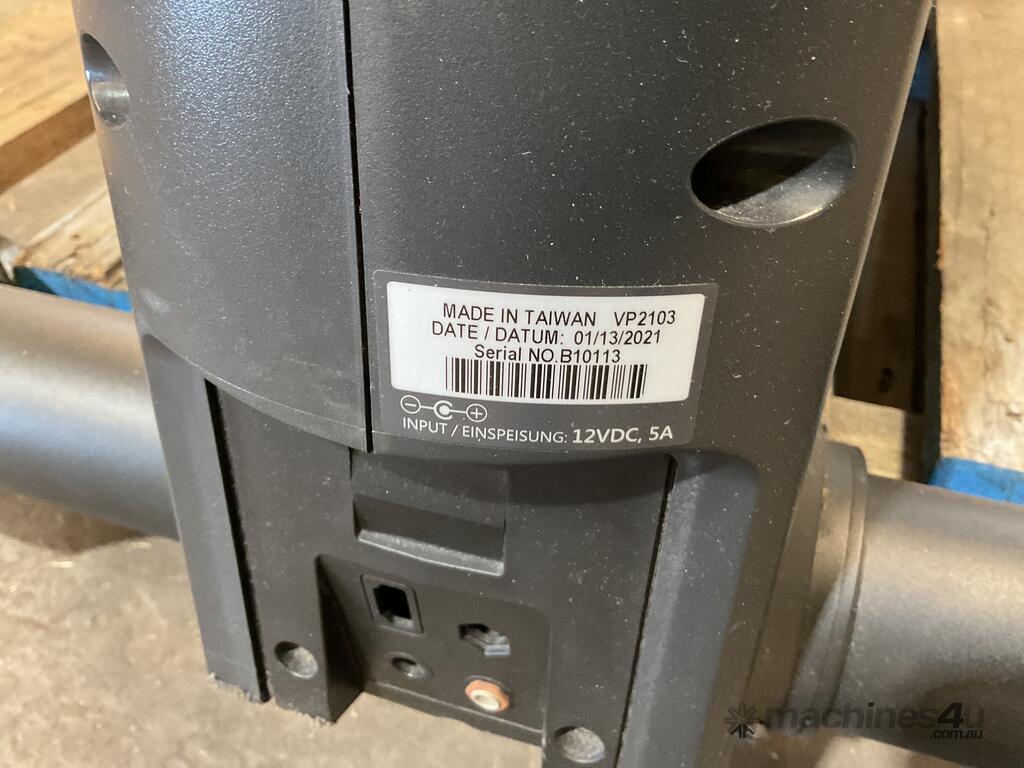 MADE IN TAIWAN VP2103
DATE / DATUM: 01/13/2021
Serial NO.B10113
INPUT / EINSPEISUNG: 12VDC, 5A
machines4u
.com.au